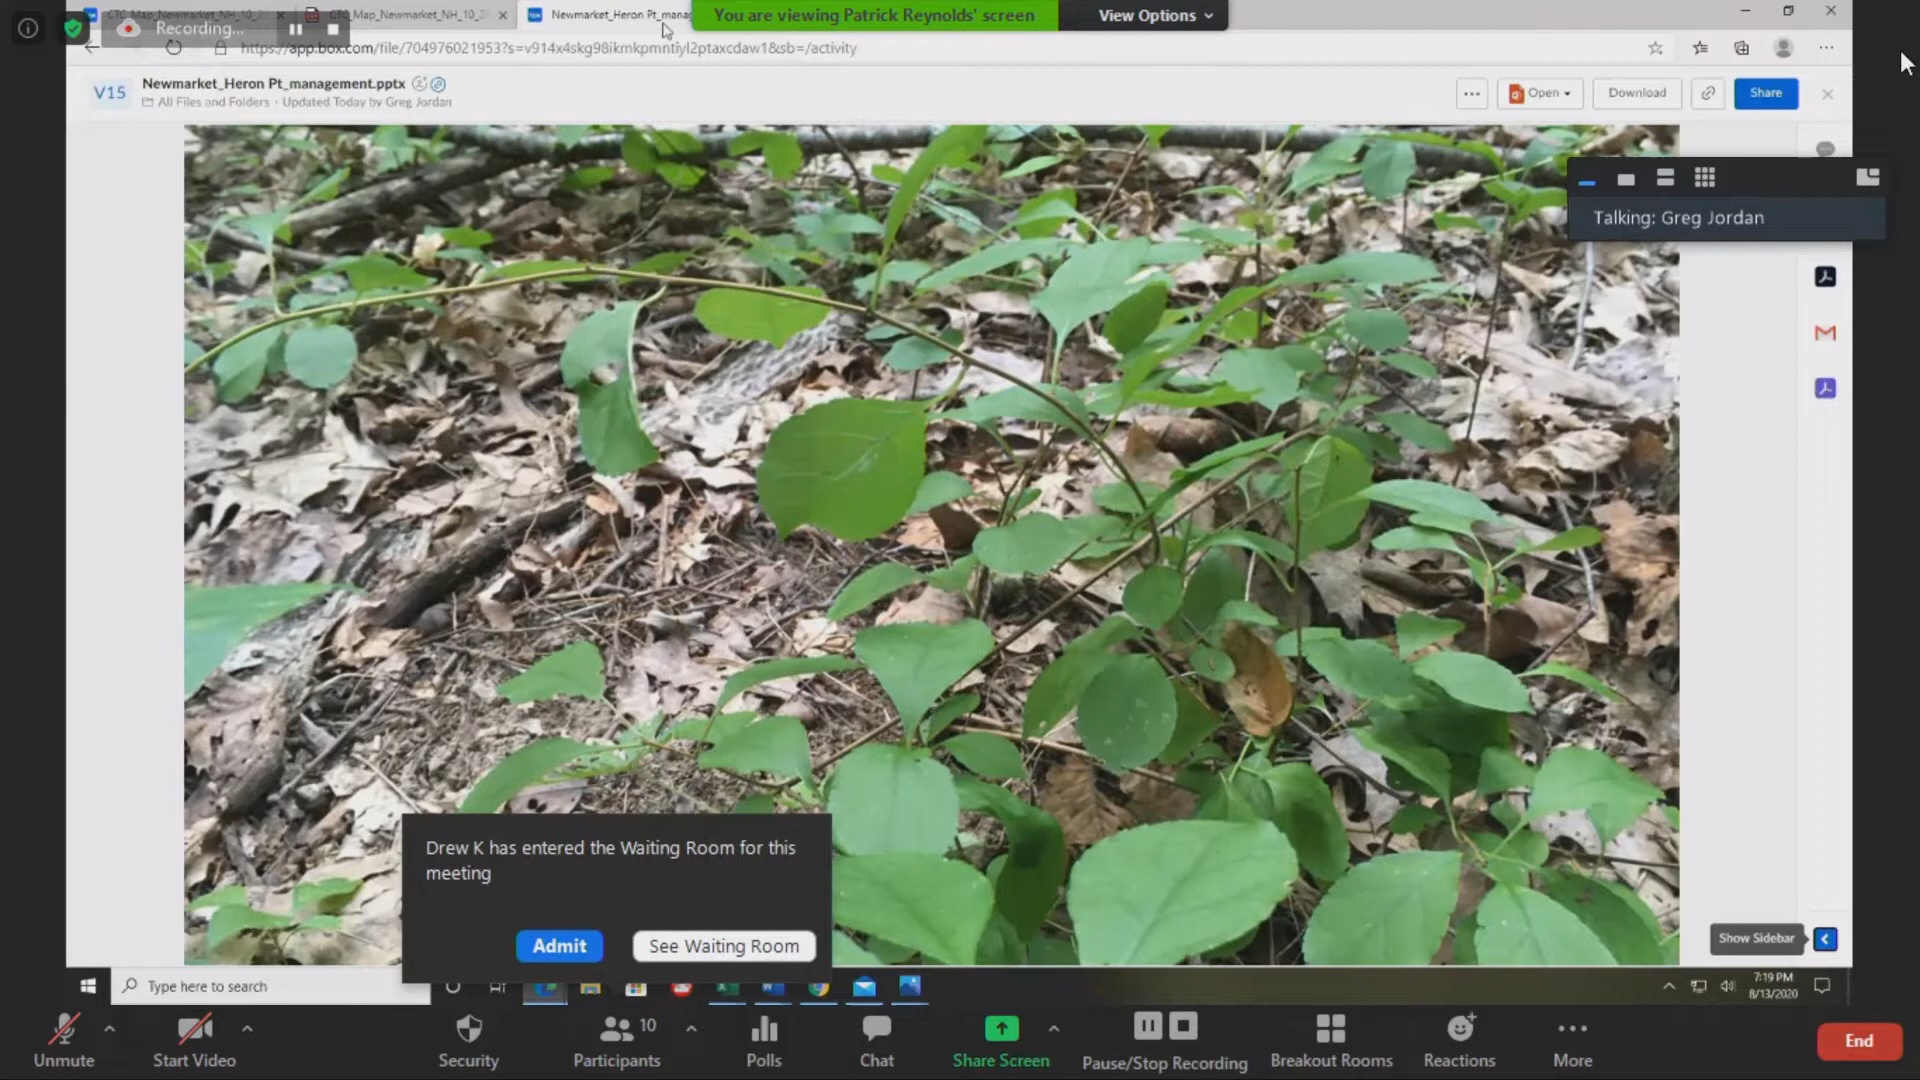 CTC_Map_Newmarket_NH_10_2
CTC_Map_Newmarket_NH_10_2
Newmarket_Heron Pt_manag
You are viewing Patrick Reynolds' screen
View Options
Recording...
https://app.box.com/file/704976021953?s=v914x4skg98ikmkpmntiyl2ptaxcdaw1&sb=/activity
V15
Newmarket_Heron Pt_management.pptx
All Files and Folders · Updated Today by Greg Jordan
Open
Download
Share
Talking: Greg Jordan
Drew K has entered the Waiting Room for this
meeting
Admit
See Waiting Room
Show Sidebar
Type here to search
7:19 PM
8/13/2020
Unmute
Start Video
Security
10
Participants
Polls
Chat
Share Screen
Pause/Stop Recording
Breakout Rooms
Reactions
More
End